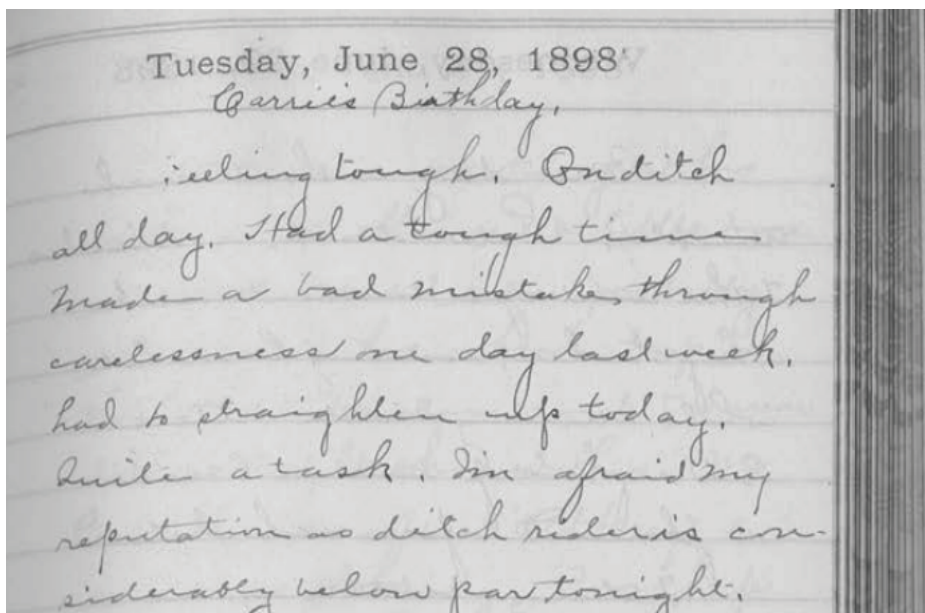 Tuesday, June 28, 1898
Carrie's Birthday.
Feeling tough. On ditch
all day. Had a tough time
made a bad mistake through
carelessness one day last week.
had to straighten up today.
Quite a task. I'm afraid my
reputation as ditch rider is con-
siderably below par tonight.